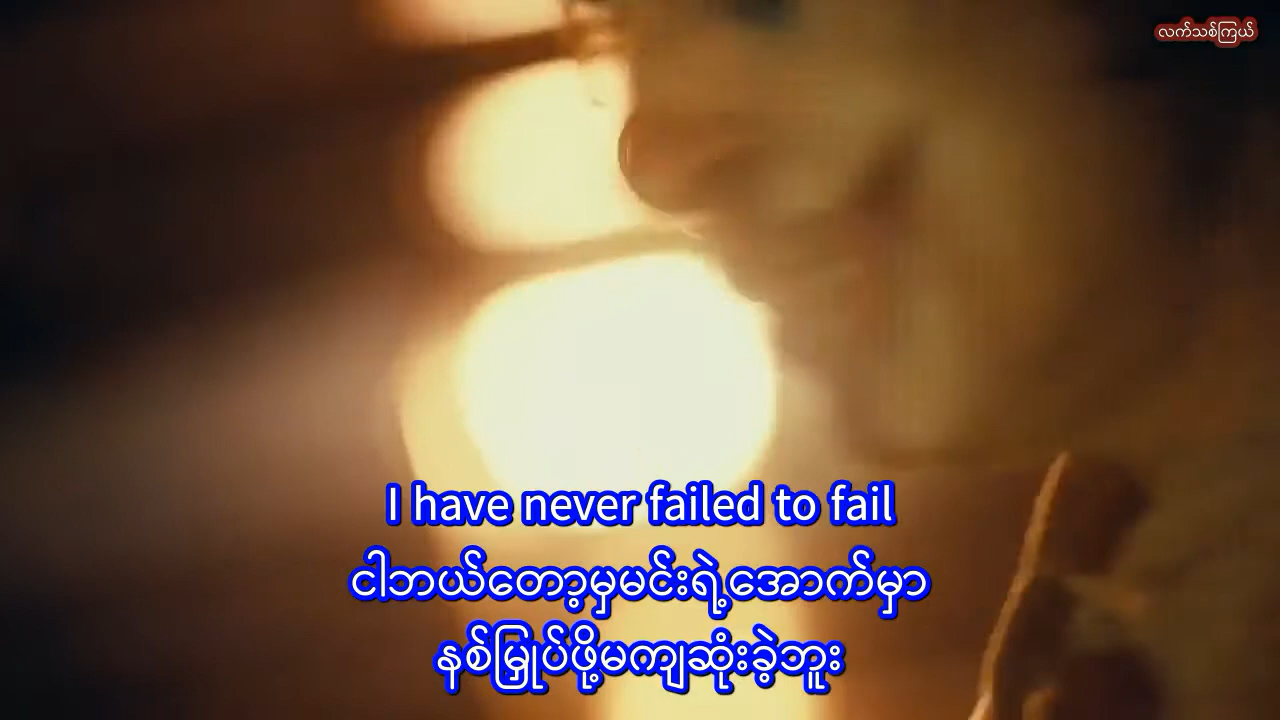 လက်သစ်ကြယ်
I have never failed to fail
ငါဘယ်တော့မှမင်းရဲ့အောက်မှာ
နစ်မြှုပ်ဖို့မကျဆုံးခဲ့ဘူး